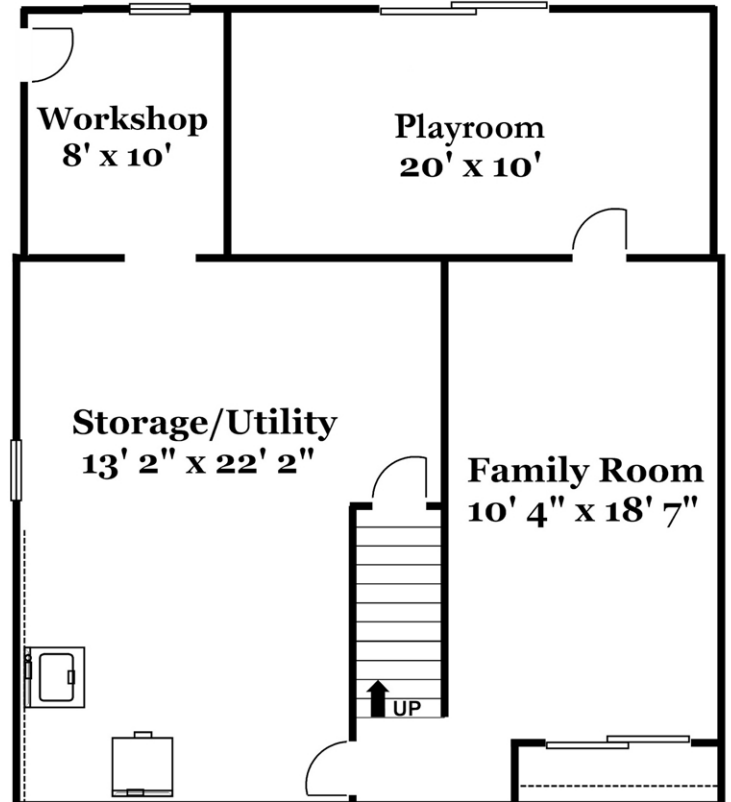 Workshop
8' x 10'
Playroom
20' x 10'
Storage/Utility
13' 2" x 22' 2"
Family Room
10' 4" x 18' 7"
UP